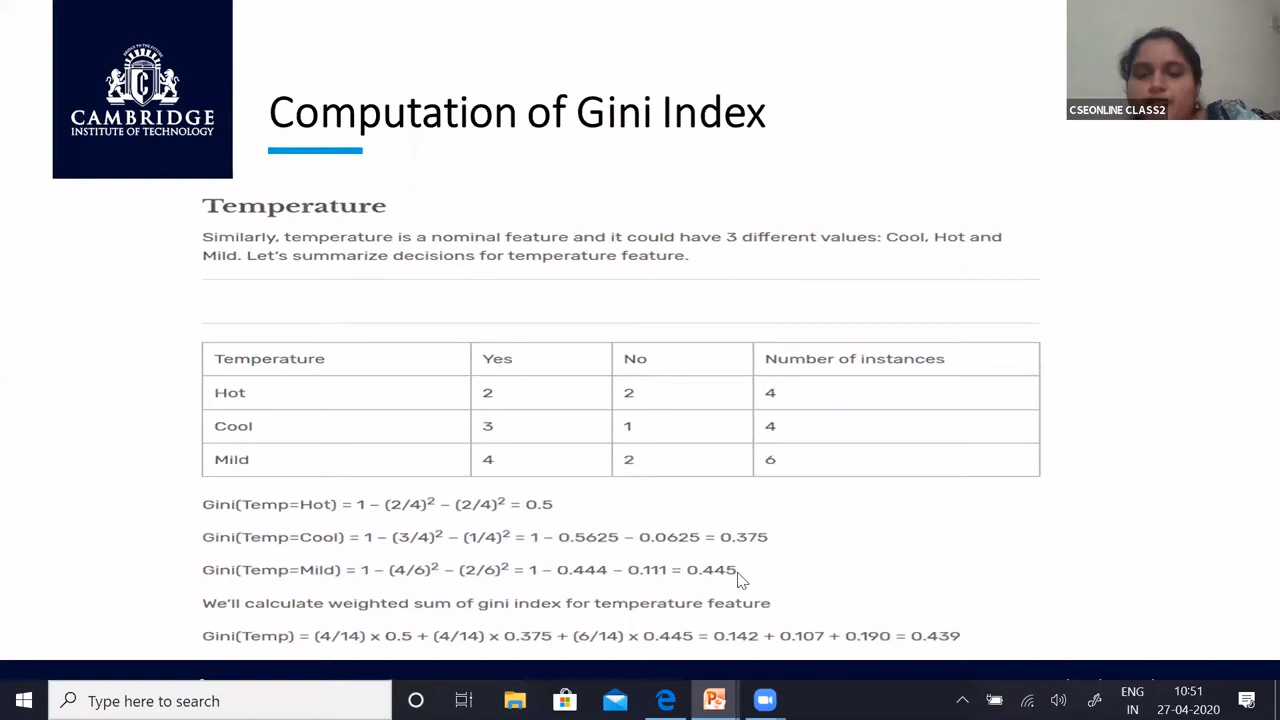 CAMBRIDGE
INSTITUTE OF TECHNOLOGY
Computation of Gini Index
CSEONLINE CLASS2
Temperature
Similarly, temperature is a nominal feature and it could have 3 different values: Cool, Hot and
Mild. Let's summarize decisions for temperature feature.
Temperature Yes No Number of instances
Hot 2 2 4
Cool 3 1 4
Mild 4 2 6
Gini(Temp=Hot) = 1 – (2/4)² – (2/4)² = 0.5
Gini(Temp=Cool) = 1 – (3/4)² – (1/4)² = 1 – 0.5625 – 0.0625 = 0.375
Gini(Temp=Mild) = 1 – (4/6)² – (2/6)² = 1 – 0.444 – 0.111 = 0.445
We'll calculate weighted sum of gini index for temperature feature
Gini(Temp) = (4/14) x 0.5 + (4/14) x 0.375 + (6/14) x 0.445 = 0.142 + 0.107 + 0.190 = 0.439
Type here to search
ENG
IN
10:51
27-04-2020